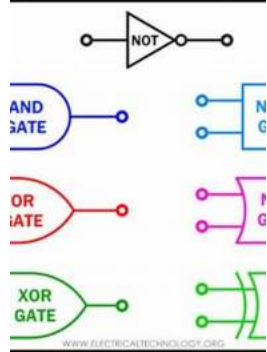 NOT
AND
GATE
N
G
OR
GATE
N
G
XOR
GATE
WWW.ELECTRICALTECHNOLOGY.ORG